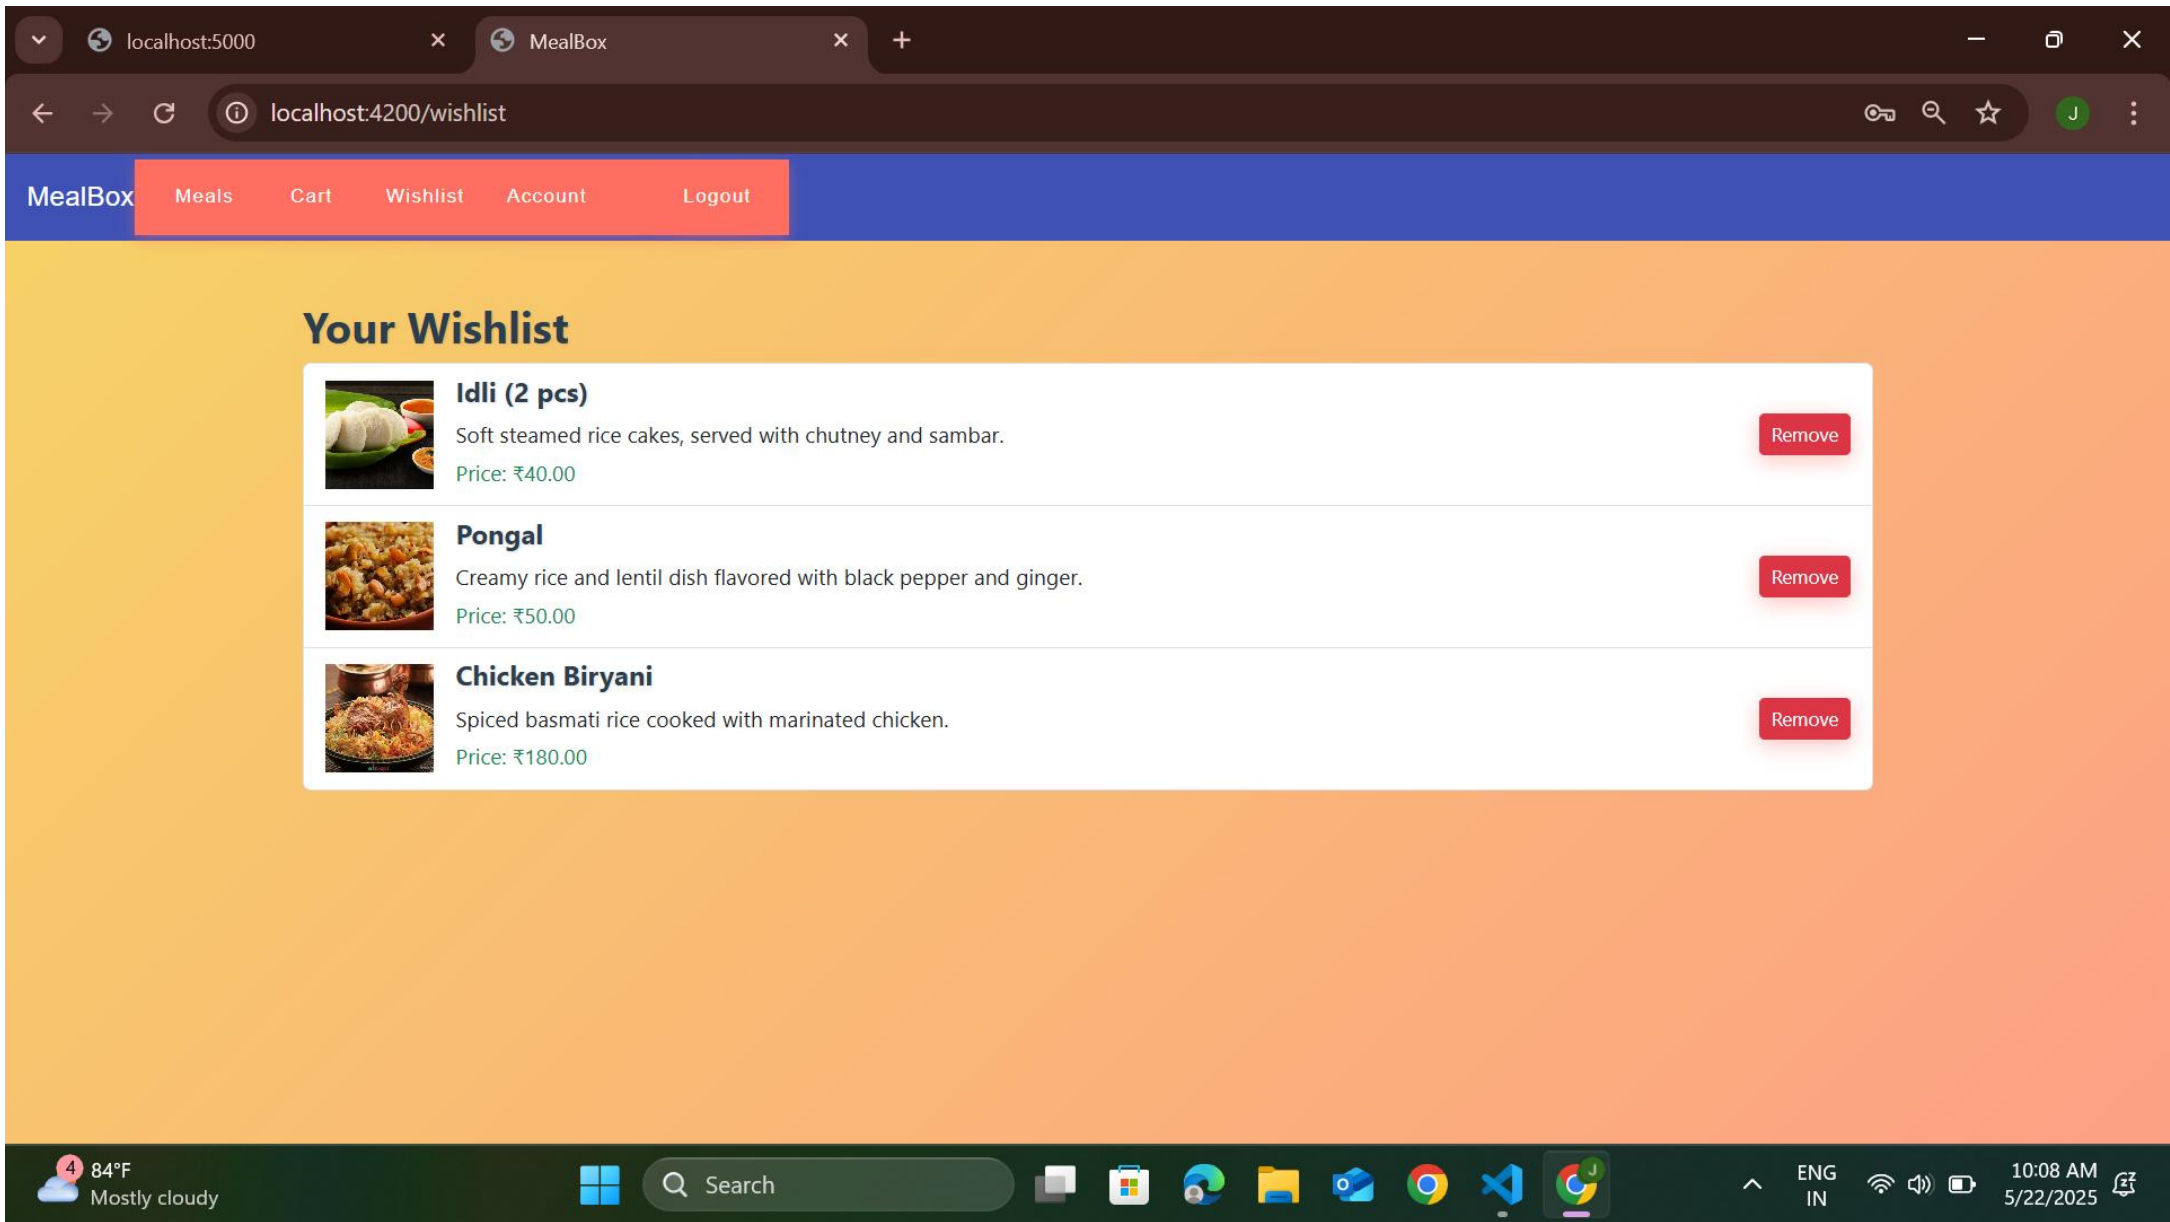 localhost:5000
MealBox
localhost:4200/wishlist
J
MealBox Meals Cart Wishlist Account Logout
Your Wishlist
Idli (2 pcs)
Soft steamed rice cakes, served with chutney and sambar.
Price: ₹40.00
Remove
Pongal
Creamy rice and lentil dish flavored with black pepper and ginger.
Price: ₹50.00
Remove
Chicken Biryani
Spiced basmati rice cooked with marinated chicken.
Price: ₹180.00
Remove
4
84°F
Mostly cloudy
Search
J
ENG
IN
10:08 AM
5/22/2025